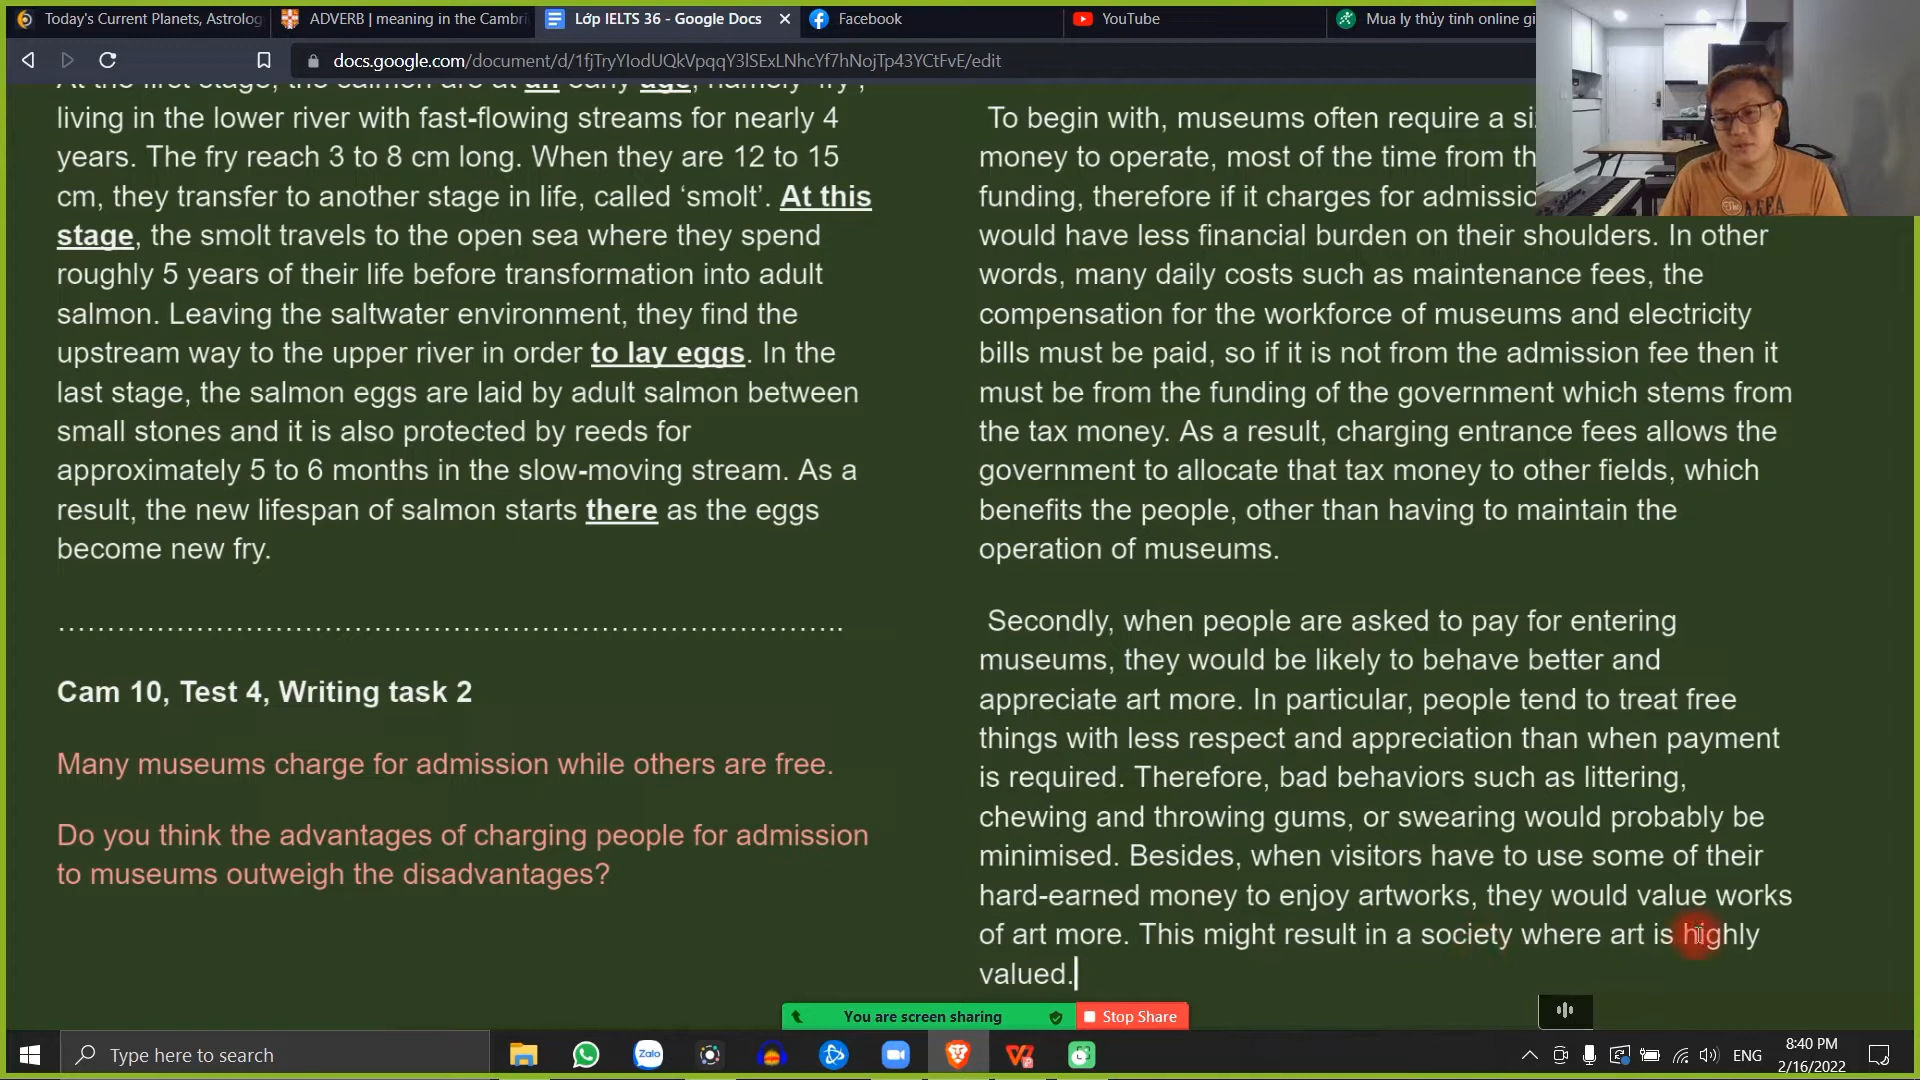 Today's Current Planets, Astrolog
ADVERB | meaning in the Cambri
Lớp IELTS 36 - Google Docs
Facebook
YouTube
Mua ly thủy tinh online gi
docs.google.com/document/d/1fjTryYIodUQkVpqqY3lSExLNhcYf7hNojTp43YCtFvE/edit
At the first stage, the salmon are at an early age, namely 'fry',
living in the lower river with fast-flowing streams for nearly 4
years. The fry reach 3 to 8 cm long. When they are 12 to 15
cm, they transfer to another stage in life, called ‘smolt’. At this
stage, the smolt travels to the open sea where they spend
roughly 5 years of their life before transformation into adult
salmon. Leaving the saltwater environment, they find the
upstream way to the upper river in order to lay eggs. In the
last stage, the salmon eggs are laid by adult salmon between
small stones and it is also protected by reeds for
approximately 5 to 6 months in the slow-moving stream. As a
result, the new lifespan of salmon starts there as the eggs
become new fry.
……………………………………………………………………..
Cam 10, Test 4, Writing task 2
Many museums charge for admission while others are free.
Do you think the advantages of charging people for admission
to museums outweigh the disadvantages?
To begin with, museums often require a si
money to operate, most of the time from th
funding, therefore if it charges for admissio
would have less financial burden on their shoulders. In other
words, many daily costs such as maintenance fees, the
compensation for the workforce of museums and electricity
bills must be paid, so if it is not from the admission fee then it
must be from the funding of the government which stems from
the tax money. As a result, charging entrance fees allows the
government to allocate that tax money to other fields, which
benefits the people, other than having to maintain the
operation of museums.
Secondly, when people are asked to pay for entering
museums, they would be likely to behave better and
appreciate art more. In particular, people tend to treat free
things with less respect and appreciation than when payment
is required. Therefore, bad behaviors such as littering,
chewing and throwing gums, or swearing would probably be
minimised. Besides, when visitors have to use some of their
hard-earned money to enjoy artworks, they would value works
of art more. This might result in a society where art is highly
valued.
You are screen sharing
Stop Share
Type here to search
Zalo
ENG
8:40 PM
2/16/2022